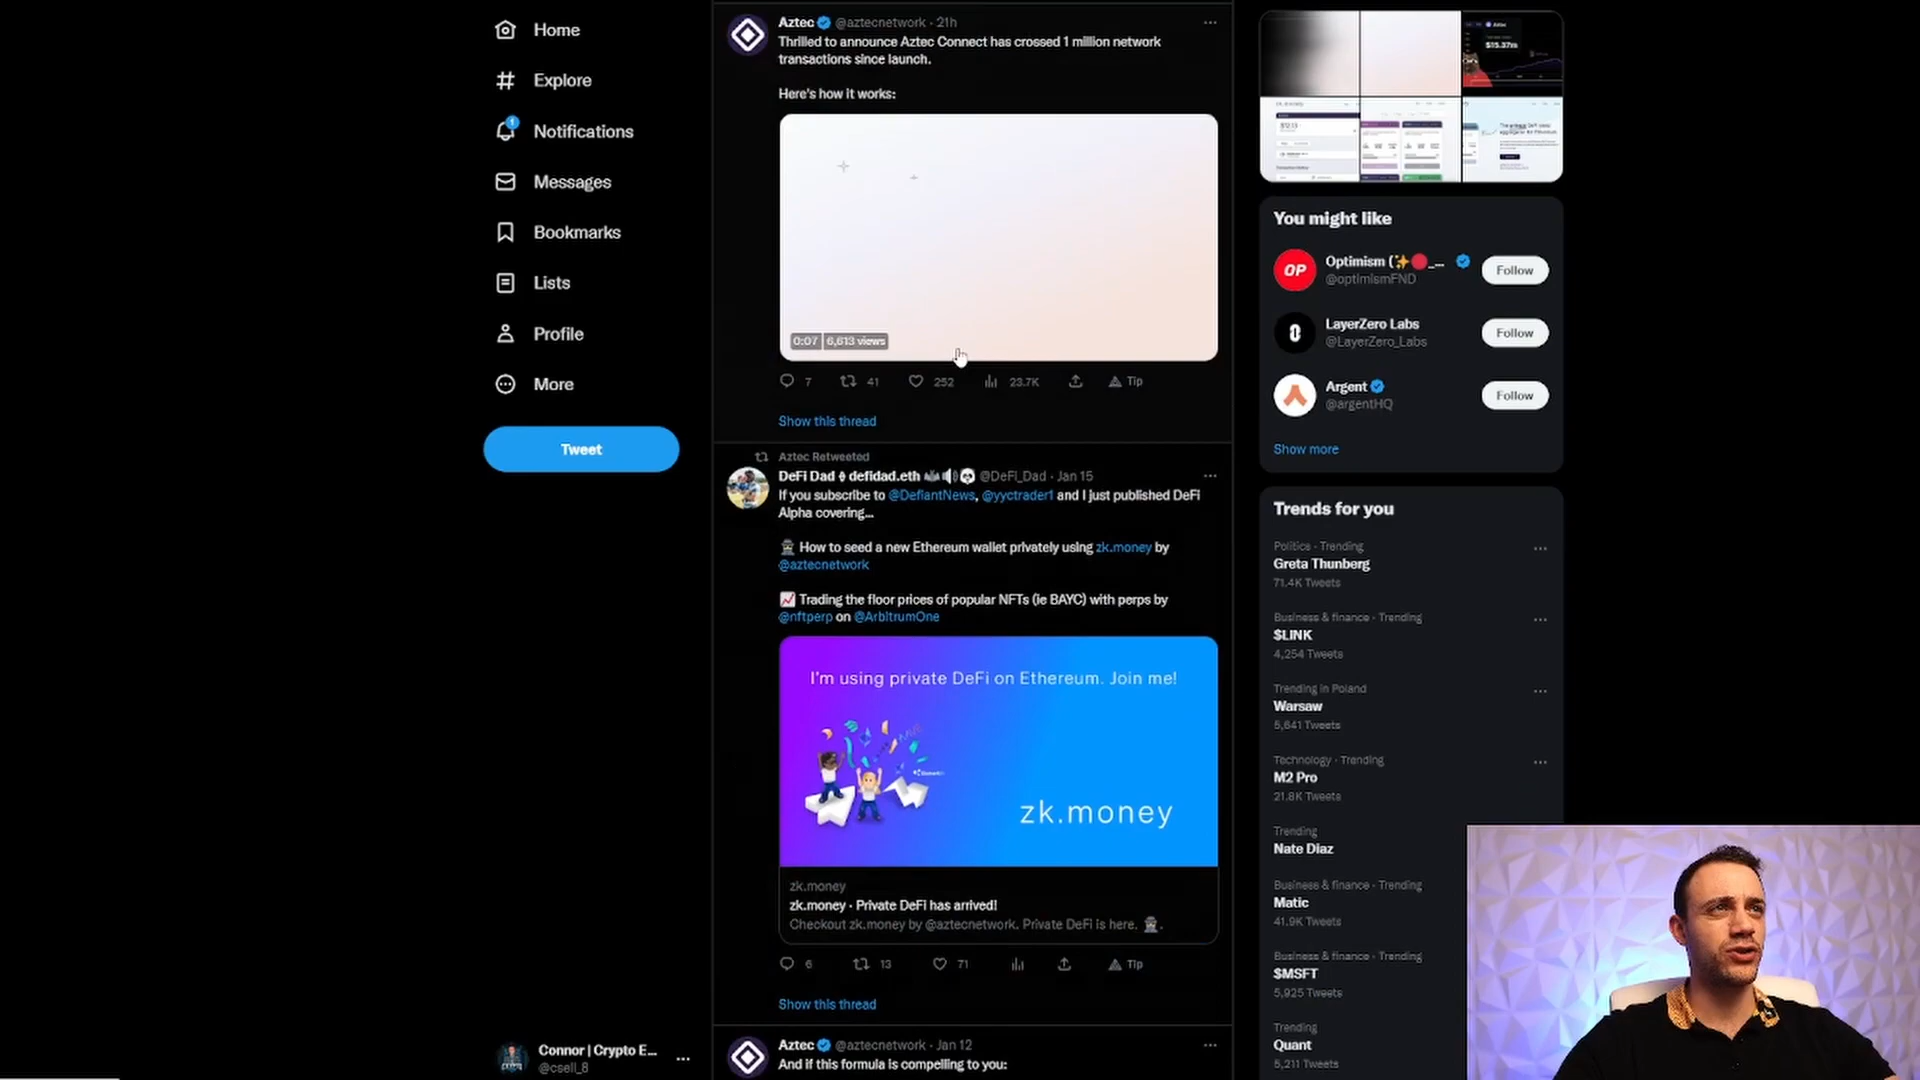 Home
Explore
1
Notifications
Messages
Bookmarks
Lists
Profile
More
Tweet
Connor | Crypto E...
@csell_8
Aztec @aztecnetwork · 21h
Thrilled to announce Aztec Connect has crossed 1 million network
transactions since launch.
Here's how it works:
0:07 6,613 views
7 41 252 23.7K Tip
Show this thread
Aztec Retweeted
DeFi Dad defidad.eth @DeFi_Dad · Jan 15
If you subscribe to @DefiantNews, @yyctrader1 and I just published DeFi
Alpha covering...
How to seed a new Ethereum wallet privately using zk.money by
@aztecnetwork
Trading the floor prices of popular NFTs (ie BAYC) with perps by
@nftperp on @ArbitrumOne
I'm using private DeFi on Ethereum. Join me!
zk.money
zk.money
zk.money · Private DeFi has arrived!
Checkout zk.money by @aztecnetwork. Private DeFi is here.
6 13 71 Tip
Show this thread
Aztec @aztecnetwork · Jan 12
And if this formula is compelling to you:
$15.37m
You might like
OP
Optimism (✨🔴_...
@optimismFND
Follow
LayerZero Labs
@LayerZero_Labs
Follow
Argent
@argentHQ
Follow
Show more
Trends for you
Politics · Trending
Greta Thunberg
71.4K Tweets
Business & finance · Trending
$LINK
4,254 Tweets
Trending in Poland
Warsaw
5,641 Tweets
Technology · Trending
M2 Pro
21.8K Tweets
Trending
Nate Diaz
Business & finance · Trending
Matic
41.9K Tweets
Business & finance · Trending
$MSFT
5,925 Tweets
Trending
Quant
5,211 Tweets